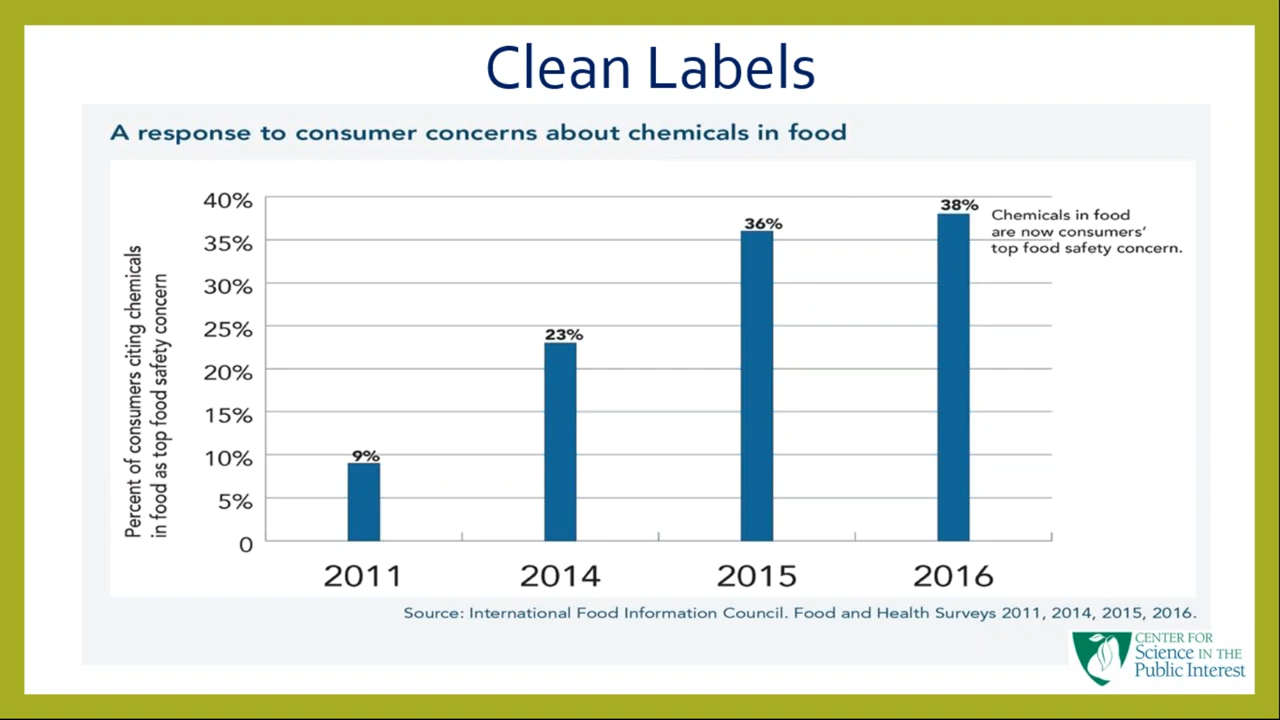 Clean Labels
A response to consumer concerns about chemicals in food
Percent of consumers citing chemicals
in food as top food safety concern
40%
35%
30%
25%
20%
15%
10%
5%
0
9%
23%
36%
38%
Chemicals in food
are now consumers’
top food safety concern.
2011
2014
2015
2016
Source: International Food Information Council. Food and Health Surveys 2011, 2014, 2015, 2016.
CENTER FOR
Science IN THE
Public Interest